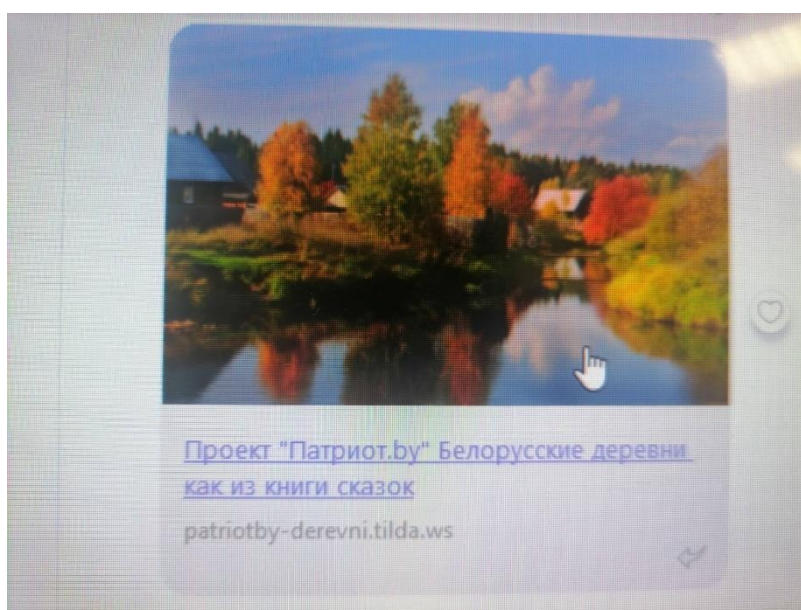 Проект "Патриот.by" Белорусские деревни
как из книги сказок
patriotby-derevni.tilda.ws